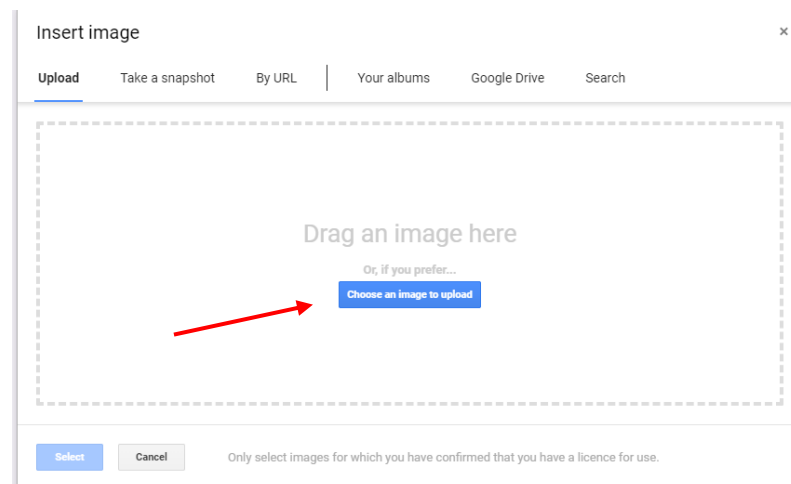 Insert image ×
Upload Take a snapshot By URL Your albums Google Drive Search
Drag an image here
Or, if you prefer...
Choose an image to upload
Select Cancel Only select images for which you have confirmed that you have a licence for use.